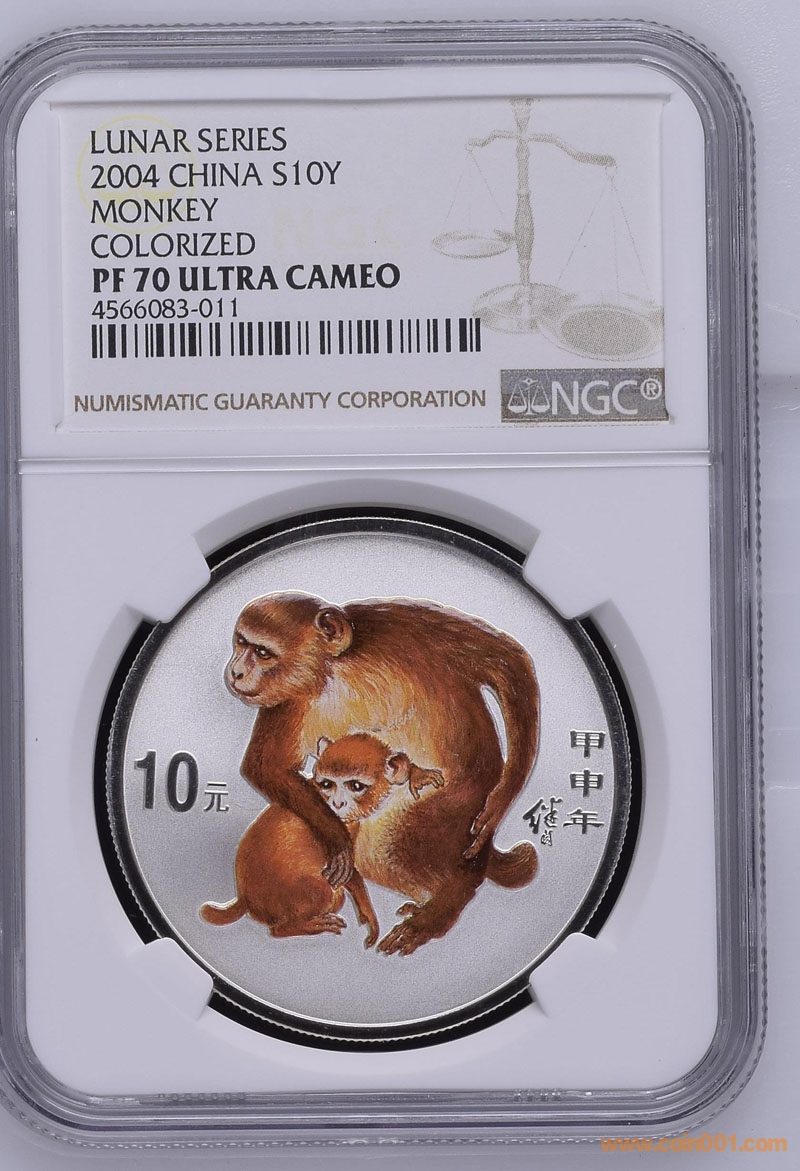 LUNAR SERIES
2004 CHINA S10Y
MONKEY
COLORIZED
PF 70 ULTRA CAMEO
4566083-011
NUMISMATIC GUARANTY CORPORATION
NGC®
10元
甲申年
www.coin001.com